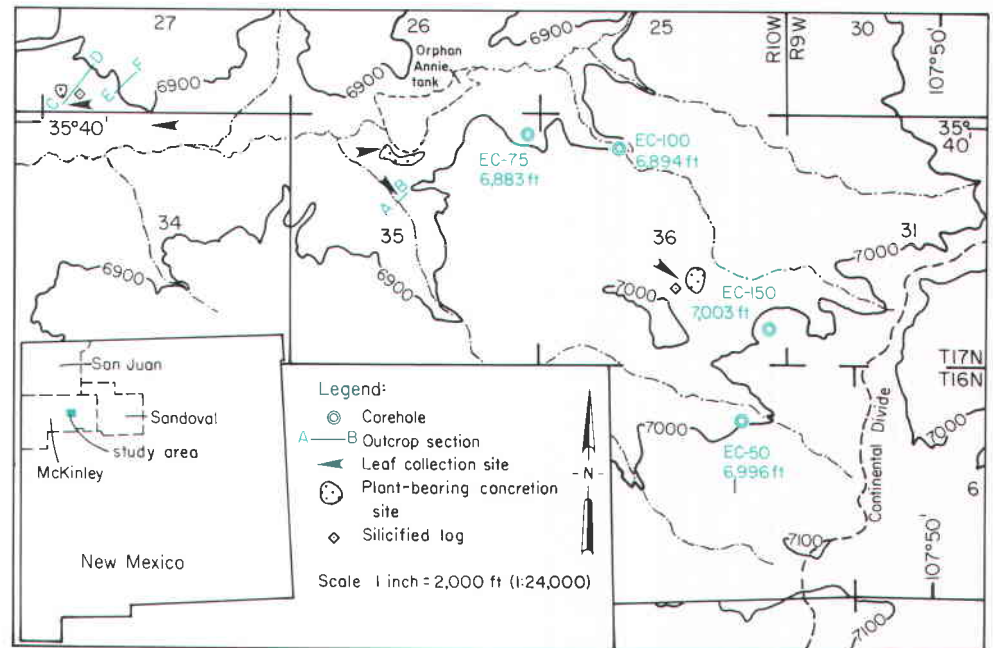 27
26
25
30
R10W
R9W
107°50'
6900
6900
6900
6900
Orphan
Annie
tank
D
F
C
E
35°40'
35°
40'
EC-75
6,883 ft
EC-100
6,894 ft
B
A
34
35
36
31
6900
6900
7000
7000
EC-150
7,003 ft
T17N
T16N
7000
7000
EC-50
6,996 ft
Continental Divide
6
107°50'
7100
7100
San Juan
Sandoval
study area
McKinley
New Mexico
Legend:
Corehole
A B Outcrop section
Leaf collection site
Plant-bearing concretion
site
Silicified log
Scale 1 inch = 2,000 ft (1:24,000)
N